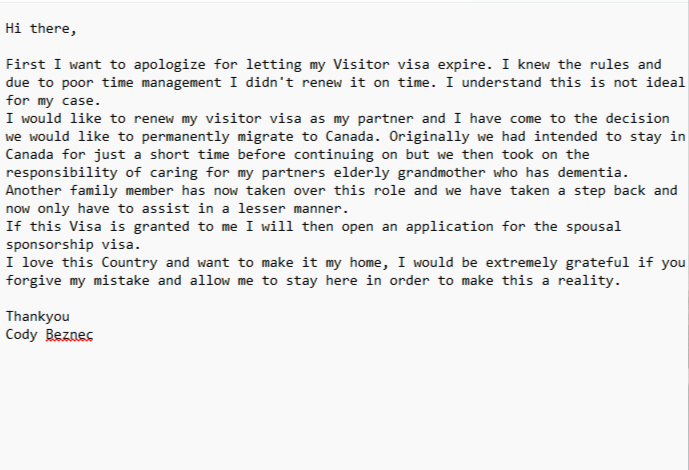 Hi there,
First I want to apologize for letting my Visitor visa expire. I knew the rules and
due to poor time management I didn't renew it on time. I understand this is not ideal
for my case.
I would like to renew my visitor visa as my partner and I have come to the decision
we would like to permanently migrate to Canada. Originally we had intended to stay in
Canada for just a short time before continuing on but we then took on the
responsibility of caring for my partners elderly grandmother who has dementia.
Another family member has now taken over this role and we have taken a step back and
now only have to assist in a lesser manner.
If this Visa is granted to me I will then open an application for the spousal
sponsorship visa.
I love this Country and want to make it my home, I would be extremely grateful if you
forgive my mistake and allow me to stay here in order to make this a reality.
Thankyou
Cody Beznec